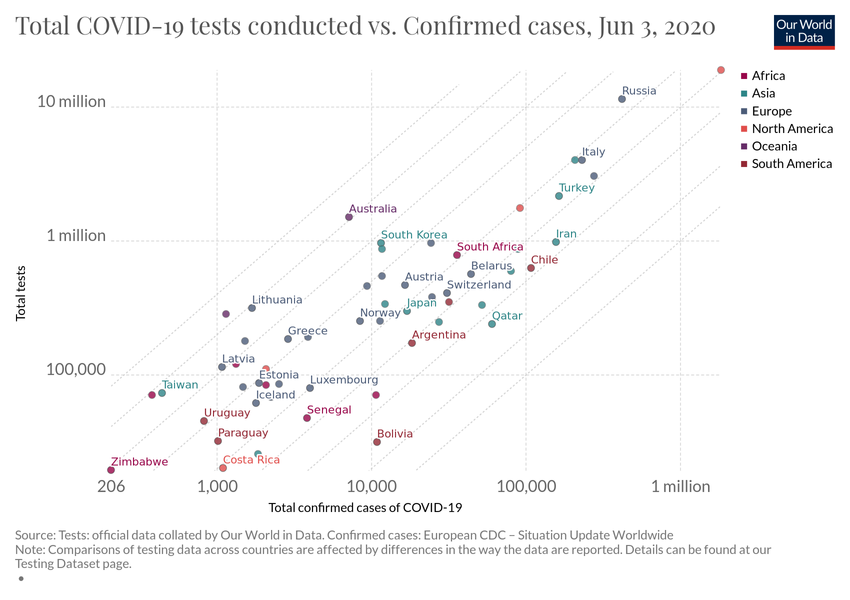 Total COVID-19 tests conducted vs. Confirmed cases, Jun 3, 2020
Our World
in Data
Africa
Asia
Europe
North America
Oceania
South America
Total tests
10 million
1 million
100,000
Russia
Italy
Turkey
Australia
South Korea
Iran
South Africa
Chile
Belarus
Austria
Switzerland
Lithuania
Japan
Norway
Qatar
Greece
Argentina
Latvia
Estonia
Luxembourg
Taiwan
Iceland
Uruguay
Senegal
Paraguay
Bolivia
Zimbabwe
Costa Rica
206
1,000
10,000
100,000
1 million
Total confirmed cases of COVID-19
Source: Tests: official data collated by Our World in Data. Confirmed cases: European CDC – Situation Update Worldwide
Note: Comparisons of testing data across countries are affected by differences in the way the data are reported. Details can be found at our
Testing Dataset page.
•